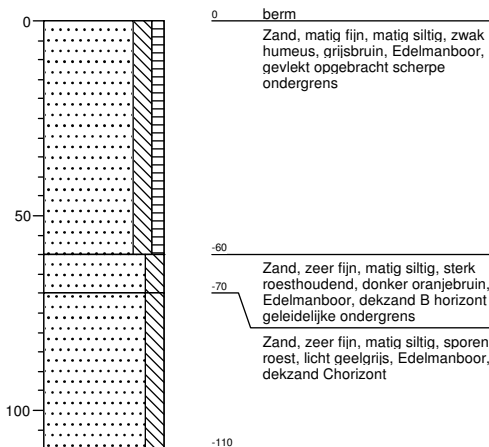 0
0
berm
Zand, matig fijn, matig siltig, zwak
humeus, grijsbruin, Edelmanboor,
gevlekt opgebracht scherpe
ondergrens
50
-60
Zand, zeer fijn, matig siltig, sterk
roesthoudend, donker oranjebruin,
Edelmanboor, dekzand B horizont
geleidelijke ondergrens
-70
Zand, zeer fijn, matig siltig, sporen
roest, licht geelgrijs, Edelmanboor,
dekzand Chorizont
100
-110